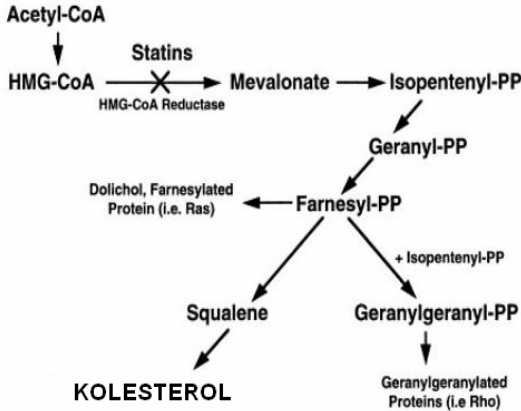 Acetyl-CoA
Statins
HMG-CoA
Mevalonate
Isopentenyl-PP
HMG-CoA Reductase
Geranyl-PP
Dolichol, Farnesylated
Protein (i.e. Ras)
Farnesyl-PP
+ Isopentenyl-PP
Squalene
Geranylgeranyl-PP
KOLESTEROL
Geranylgeranylated
Proteins (i.e Rho)